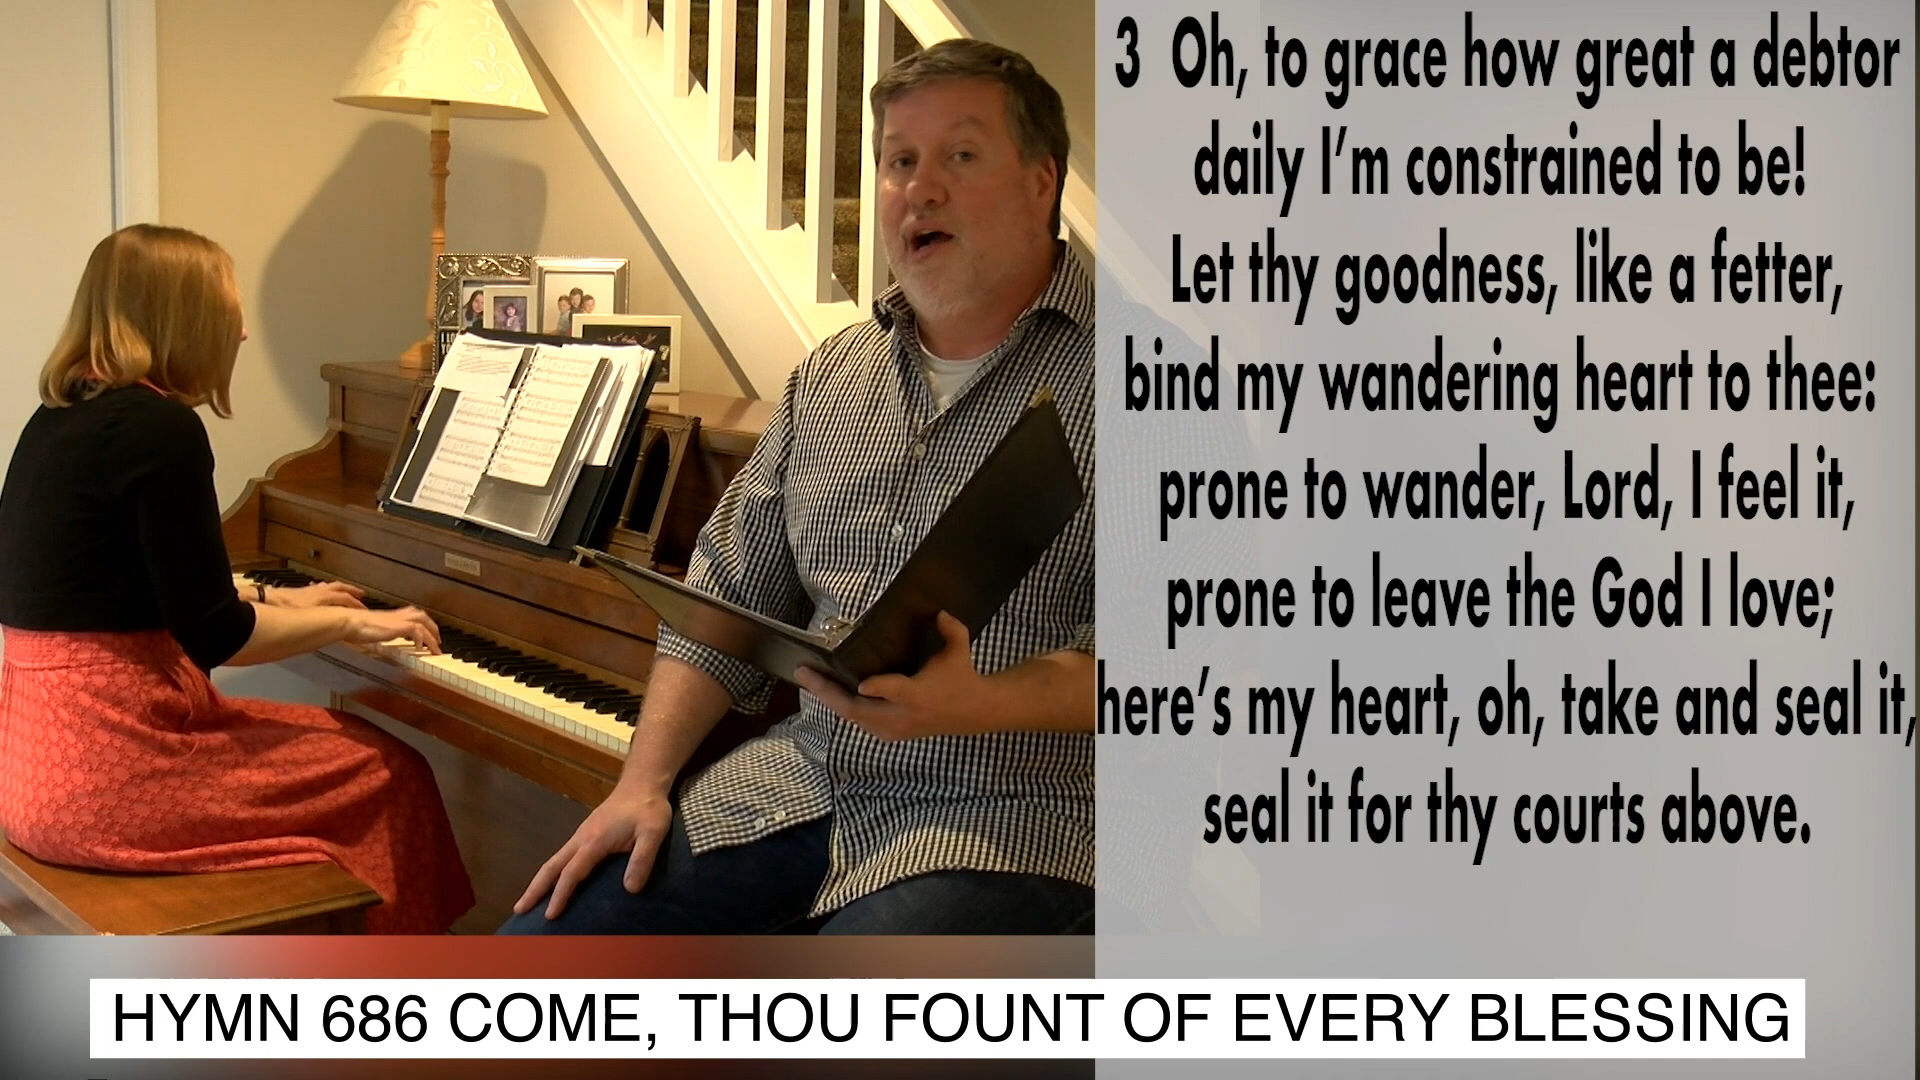 3 Oh, to grace how great a debtor
daily I’m constrained to be!
Let thy goodness, like a fetter,
bind my wandering heart to thee:
prone to wander, Lord, I feel it,
prone to leave the God I love;
here’s my heart, oh, take and seal it,
seal it for thy courts above.
HYMN 686 COME, THOU FOUNT OF EVERY BLESSING